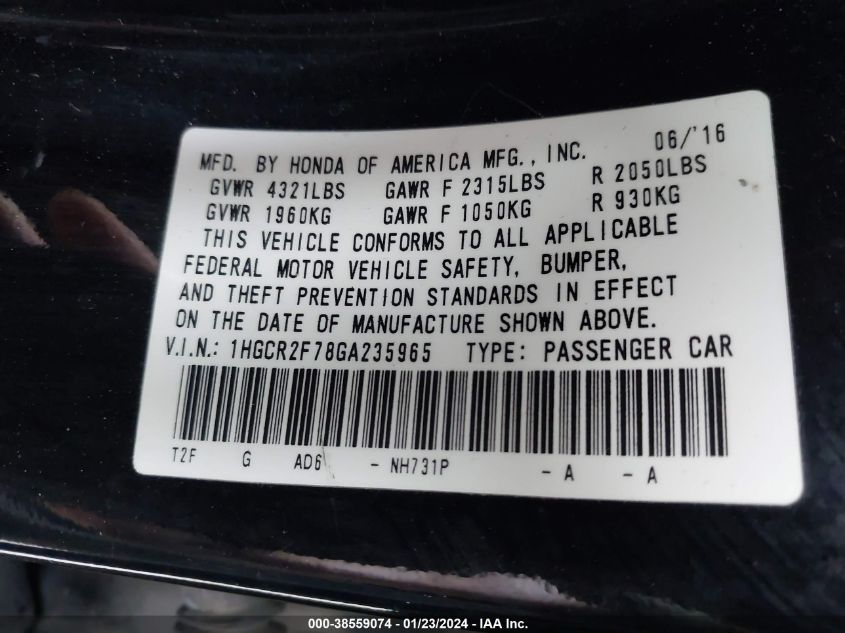 MFD. BY HONDA OF AMERICA MFG., INC. 06/'16
GVWR 4321LBS GAWR F 2315LBS R 2050LBS
GVWR 1960KG GAWR F 1050KG R 930KG
THIS VEHICLE CONFORMS TO ALL APPLICABLE
FEDERAL MOTOR VEHICLE SAFETY, BUMPER,
AND THEFT PREVENTION STANDARDS IN EFFECT
ON THE DATE OF MANUFACTURE SHOWN ABOVE.
V.I.N.: 1HGCR2F78GA235965 TYPE: PASSENGER CAR
T2F G AD6 - NH731P - A - A
000-38559074 - 01/23/2024 - IAA Inc.